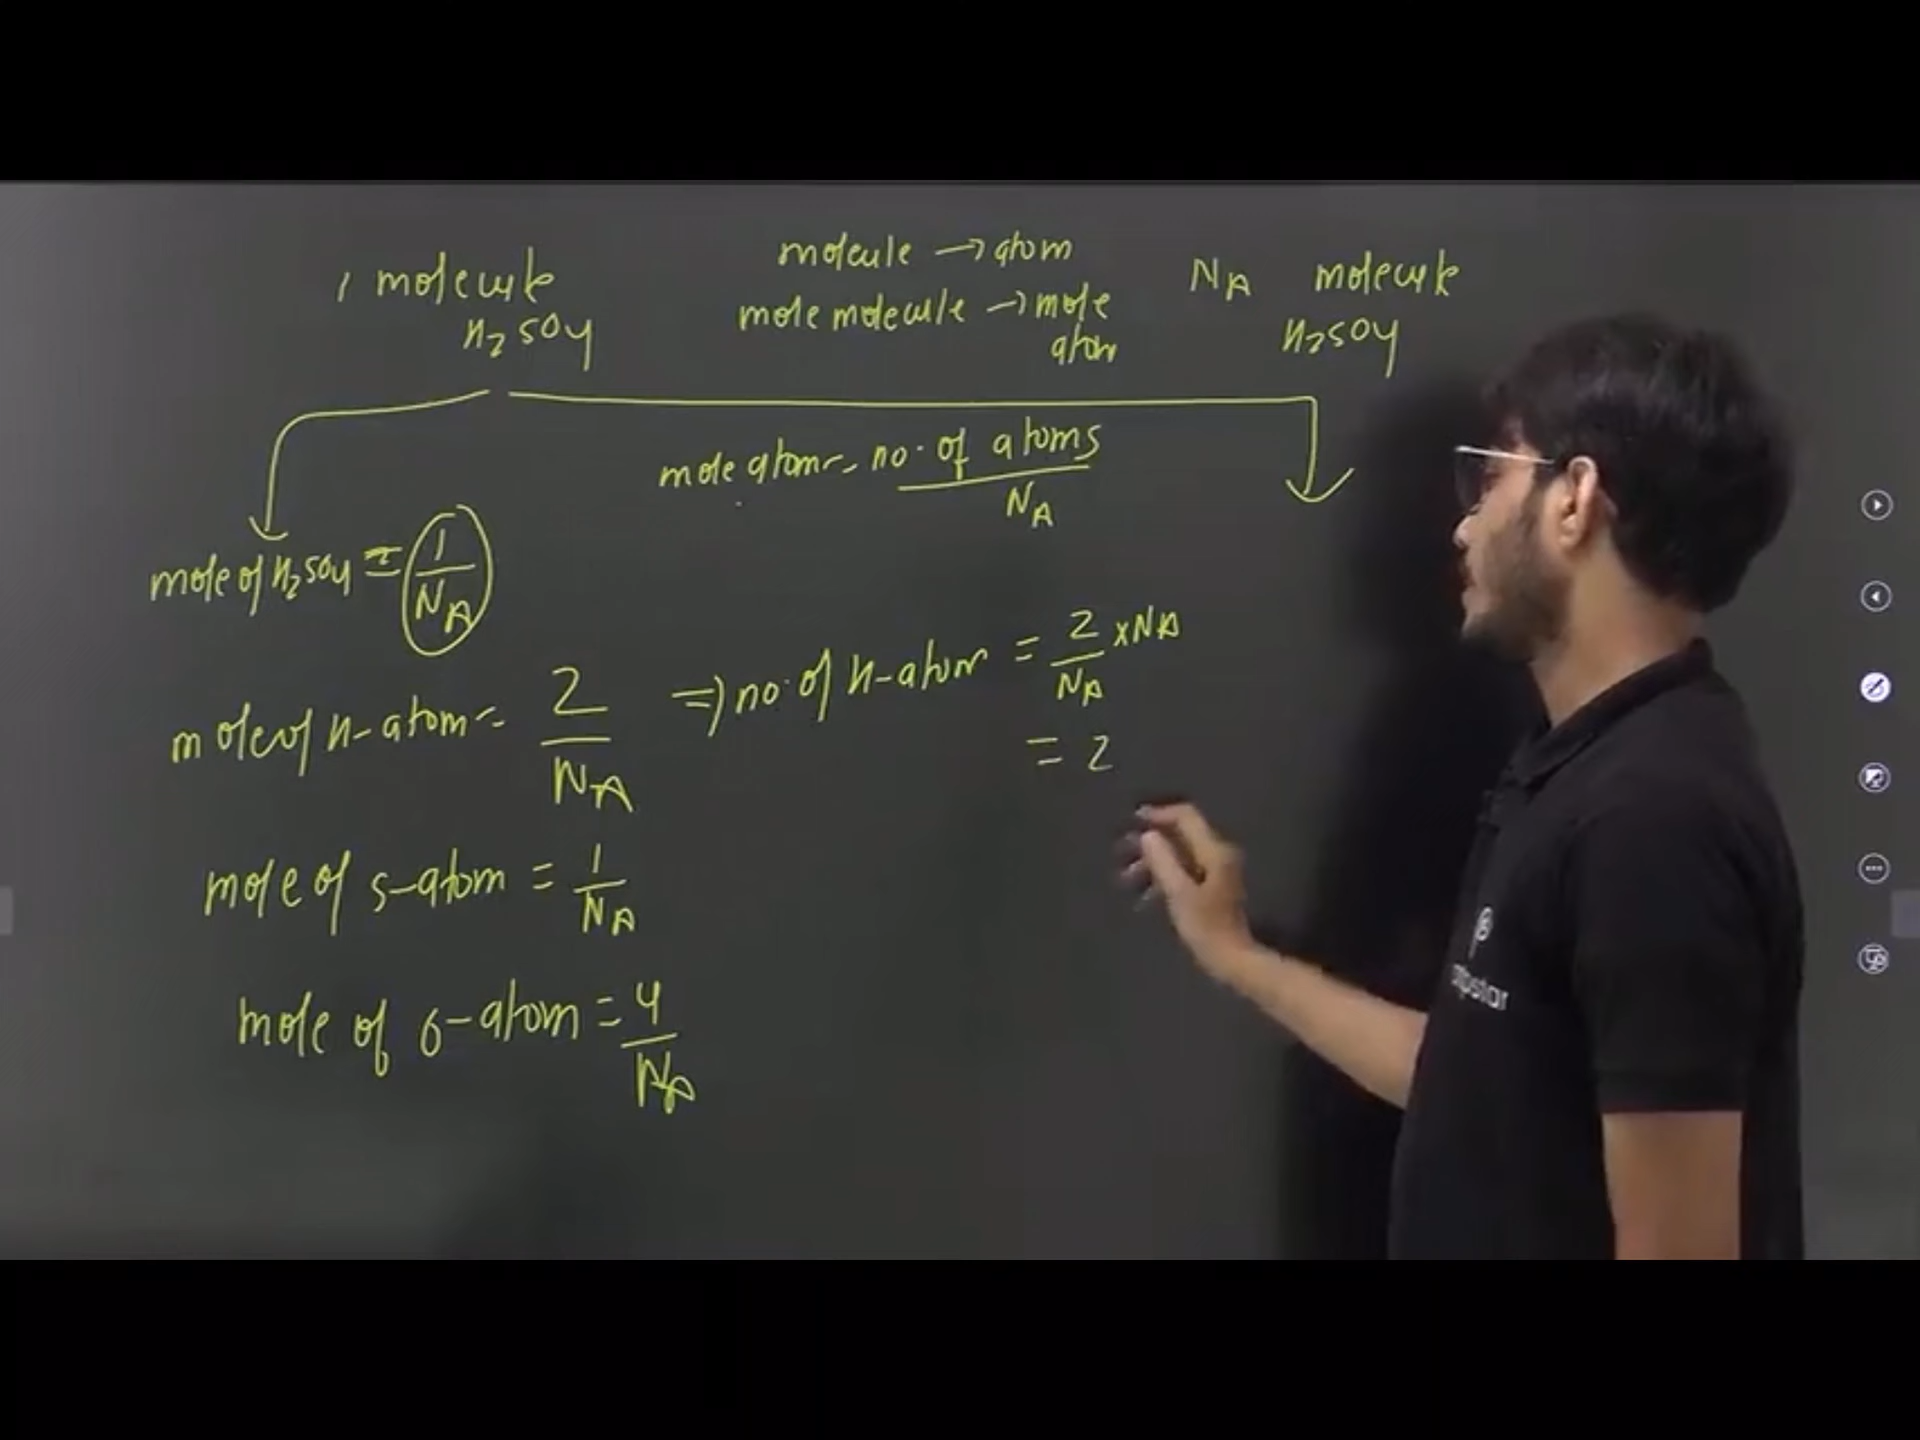 1 molecule
H2SO4
molecule → atom
mole molecule → mole
atom
NA molecule
H2SO4
mole atom = no. of atoms
NA
mole of H2SO4 = 1
NA
mole of H-atom = 2
NA
⇒ no. of H-atom = 2 × NA
NA
= 2
mole of S-atom = 1
NA
mole of O-atom = 4
NA